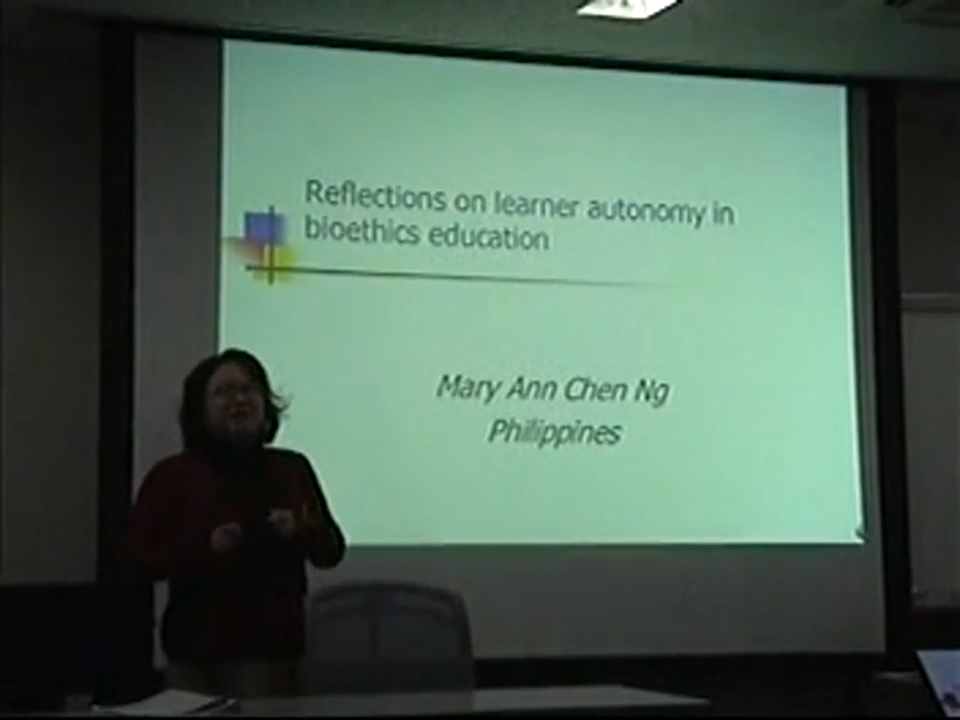 Reflections on learner autonomy in
bioethics education
Mary Ann Chen Ng
Philippines